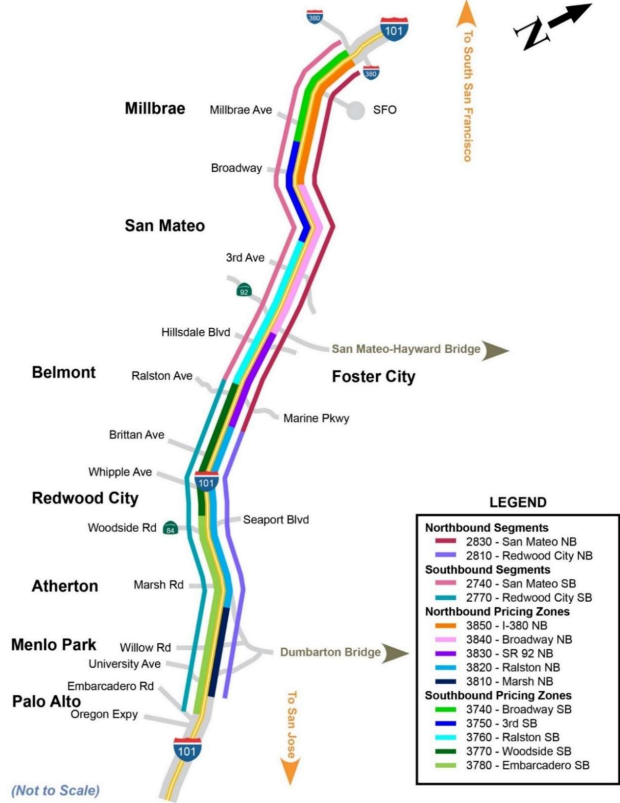 380
101
380
N
To South San Francisco
Millbrae
Millbrae Ave
SFO
Broadway
San Mateo
3rd Ave
92
Hillsdale Blvd
San Mateo-Hayward Bridge
Belmont
Ralston Ave
Foster City
Marine Pkwy
Brittan Ave
Whipple Ave
101
Redwood City
Woodside Rd
84
Seaport Blvd
Atherton
Marsh Rd
Menlo Park
Willow Rd
Dumbarton Bridge
University Ave
Embarcadero Rd
Palo Alto
Oregon Expy
To San Jose
101
(Not to Scale)
LEGEND
Northbound Segments
2830 - San Mateo NB
2810 - Redwood City NB
Southbound Segments
2740 - San Mateo SB
2770 - Redwood City SB
Northbound Pricing Zones
3850 - I-380 NB
3840 - Broadway NB
3830 - SR 92 NB
3820 - Ralston NB
3810 - Marsh NB
Southbound Pricing Zones
3740 - Broadway SB
3750 - 3rd SB
3760 - Ralston SB
3770 - Woodside SB
3780 - Embarcadero SB